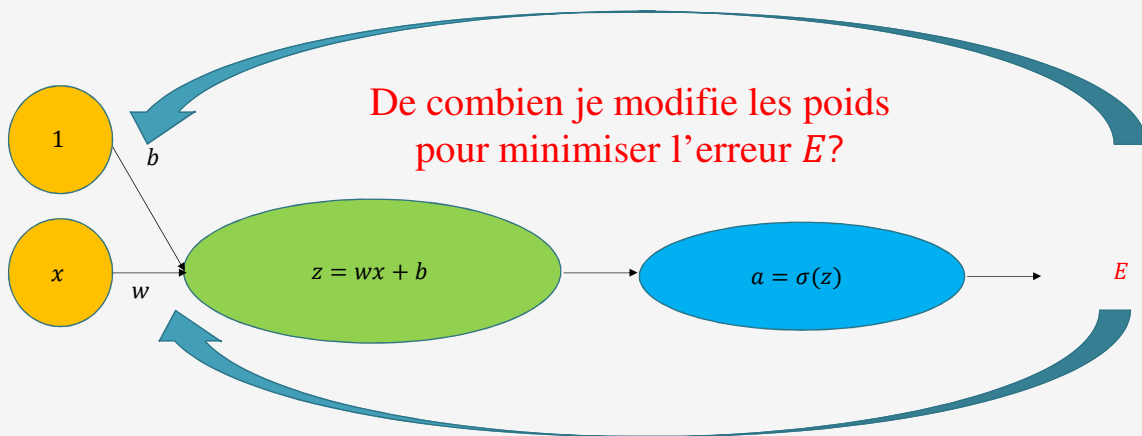 De combien je modifie les poids
pour minimiser l’erreur E?
1
b
x
w
z = wx + b
a = σ(z)
E